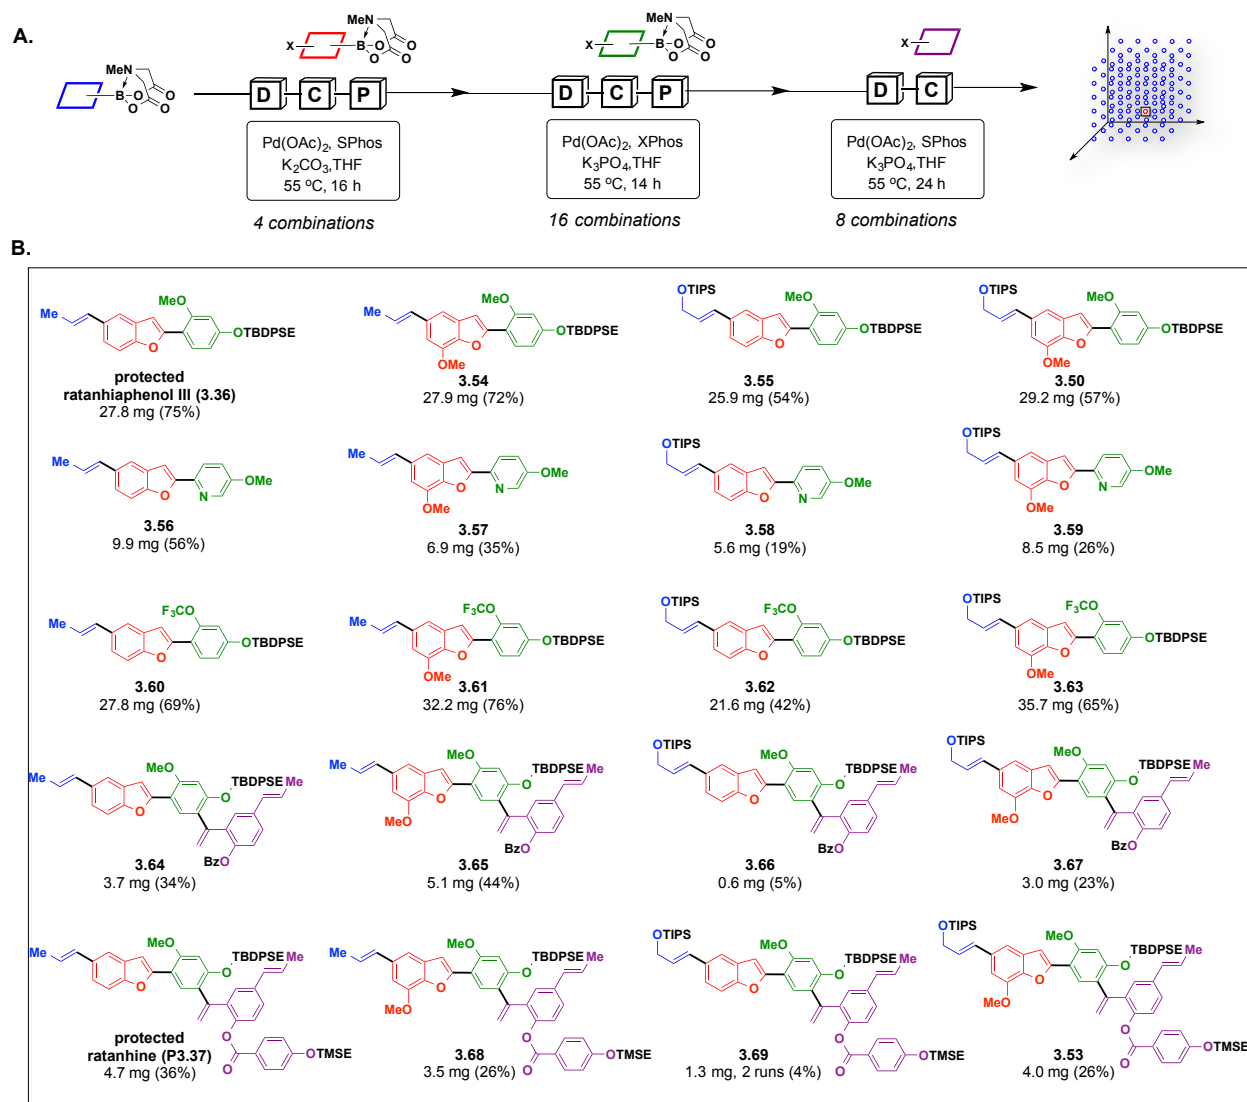 A.
MeN
B
O
O
O
O
X
MeN
B
O
O
O
O
X
MeN
B
O
O
O
O
X
D C P
D C P
D C
Pd(OAc)2, SPhos
K2CO3,THF
55 ºC, 16 h
Pd(OAc)2, XPhos
K3PO4,THF
55 ºC, 14 h
Pd(OAc)2, SPhos
K3PO4,THF
55 ºC, 24 h
4 combinations
16 combinations
8 combinations
B.
Me
MeO
O
OTBDPSE
protected
ratanhiaphenol III (3.36)
27.8 mg (75%)
Me
MeO
O
OMe
OTBDPSE
3.54
27.9 mg (72%)
OTIPS
MeO
O
OTBDPSE
3.55
25.9 mg (54%)
OTIPS
MeO
O
OMe
OTBDPSE
3.50
29.2 mg (57%)
Me
O
N
OMe
3.56
9.9 mg (56%)
Me
O
OMe
N
OMe
3.57
6.9 mg (35%)
OTIPS
O
N
OMe
3.58
5.6 mg (19%)
OTIPS
O
OMe
N
OMe
3.59
8.5 mg (26%)
Me
F3CO
O
OTBDPSE
3.60
27.8 mg (69%)
Me
F3CO
O
OMe
OTBDPSE
3.61
32.2 mg (76%)
OTIPS
F3CO
O
OTBDPSE
3.62
21.6 mg (42%)
OTIPS
F3CO
O
OMe
OTBDPSE
3.63
35.7 mg (65%)
Me
MeO
TBDPSE
Me
O
O
BzO
3.64
3.7 mg (34%)
Me
MeO
TBDPSE
Me
O
O
MeO
BzO
3.65
5.1 mg (44%)
OTIPS
MeO
TBDPSE
Me
O
O
BzO
3.66
0.6 mg (5%)
OTIPS
MeO
TBDPSE
Me
O
O
MeO
BzO
3.67
3.0 mg (23%)
Me
MeO
TBDPSE
Me
O
O
O
O
OTMSE
protected
ratanhine (P3.37)
4.7 mg (36%)
Me
MeO
TBDPSE
Me
O
O
MeO
O
O
OTMSE
3.68
3.5 mg (26%)
OTIPS
MeO
TBDPSE
Me
O
O
O
O
OTMSE
3.69
1.3 mg, 2 runs (4%)
OTIPS
MeO
TBDPSE
Me
O
O
MeO
O
O
OTMSE
3.53
4.0 mg (26%)